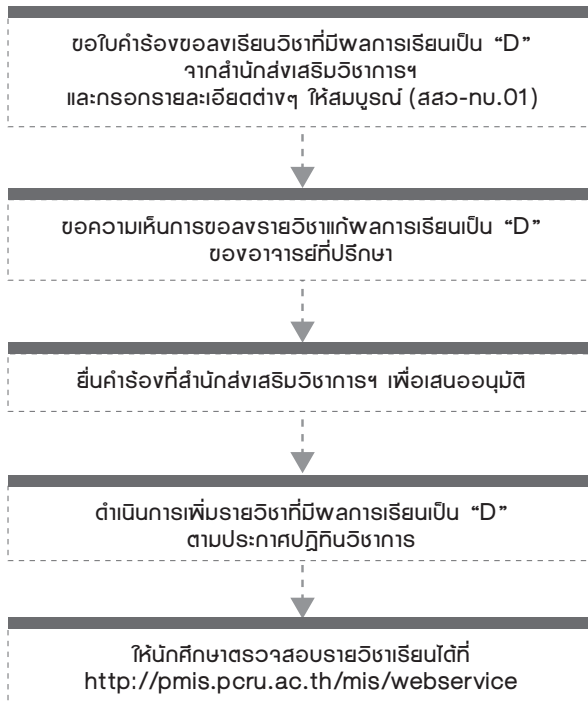 ขอใบคำร้องขอลงเรียนวิชาที่มีผลการเรียนเป็น “D”
จากสำนักส่งเสริมวิชาการฯ
และกรอกรายละเอียดต่างๆ ให้สมบูรณ์ (สสว-ทบ.01)
ขอความเห็นการขอลงรายวิชาแก้ผลการเรียนเป็น “D”
ของอาจารย์ที่ปรึกษา
ยื่นคำร้องที่สำนักส่งเสริมวิชาการฯ เพื่อเสนออนุมัติ
ดำเนินการเพิ่มรายวิชาที่มีผลการเรียนเป็น “D”
ตามประกาศปฏิทินวิชาการ
ให้นักศึกษาตรวจสอบรายวิชาเรียนได้ที่
http://pmis.pcru.ac.th/mis/webservice